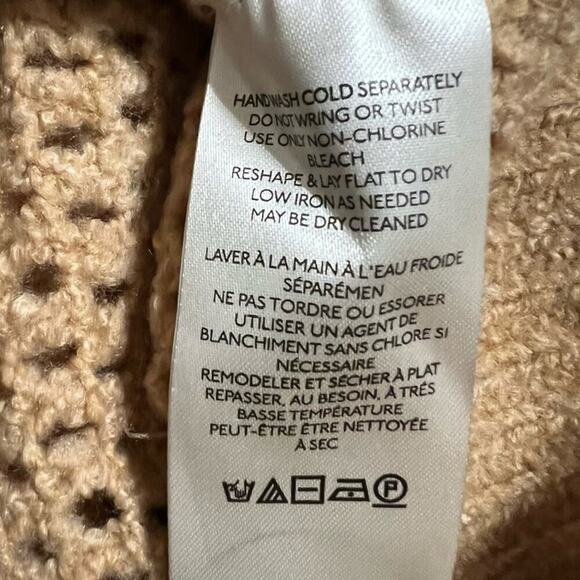 HAND WASH COLD SEPARATELY
DO NOT WRING OR TWIST
USE ONLY NON-CHLORINE
BLEACH
RESHAPE & LAY FLAT TO DRY
LOW IRON AS NEEDED
MAY BE DRY CLEANED
LAVER À LA MAIN À L'EAU FROIDE
SÉPARÉMEN
NE PAS TORDRE OU ESSORER
UTILISER UN AGENT DE
BLANCHIMENT SANS CHLORE SI
NÉCESSAIRE
REMODELER ET SÉCHER À PLAT
REPASSER, AU BESOIN, À TRÉS
BASSE TEMPÉRATURE
PEUT-ÊTRE ÊTRE NETTOYÉE
À SEC
P